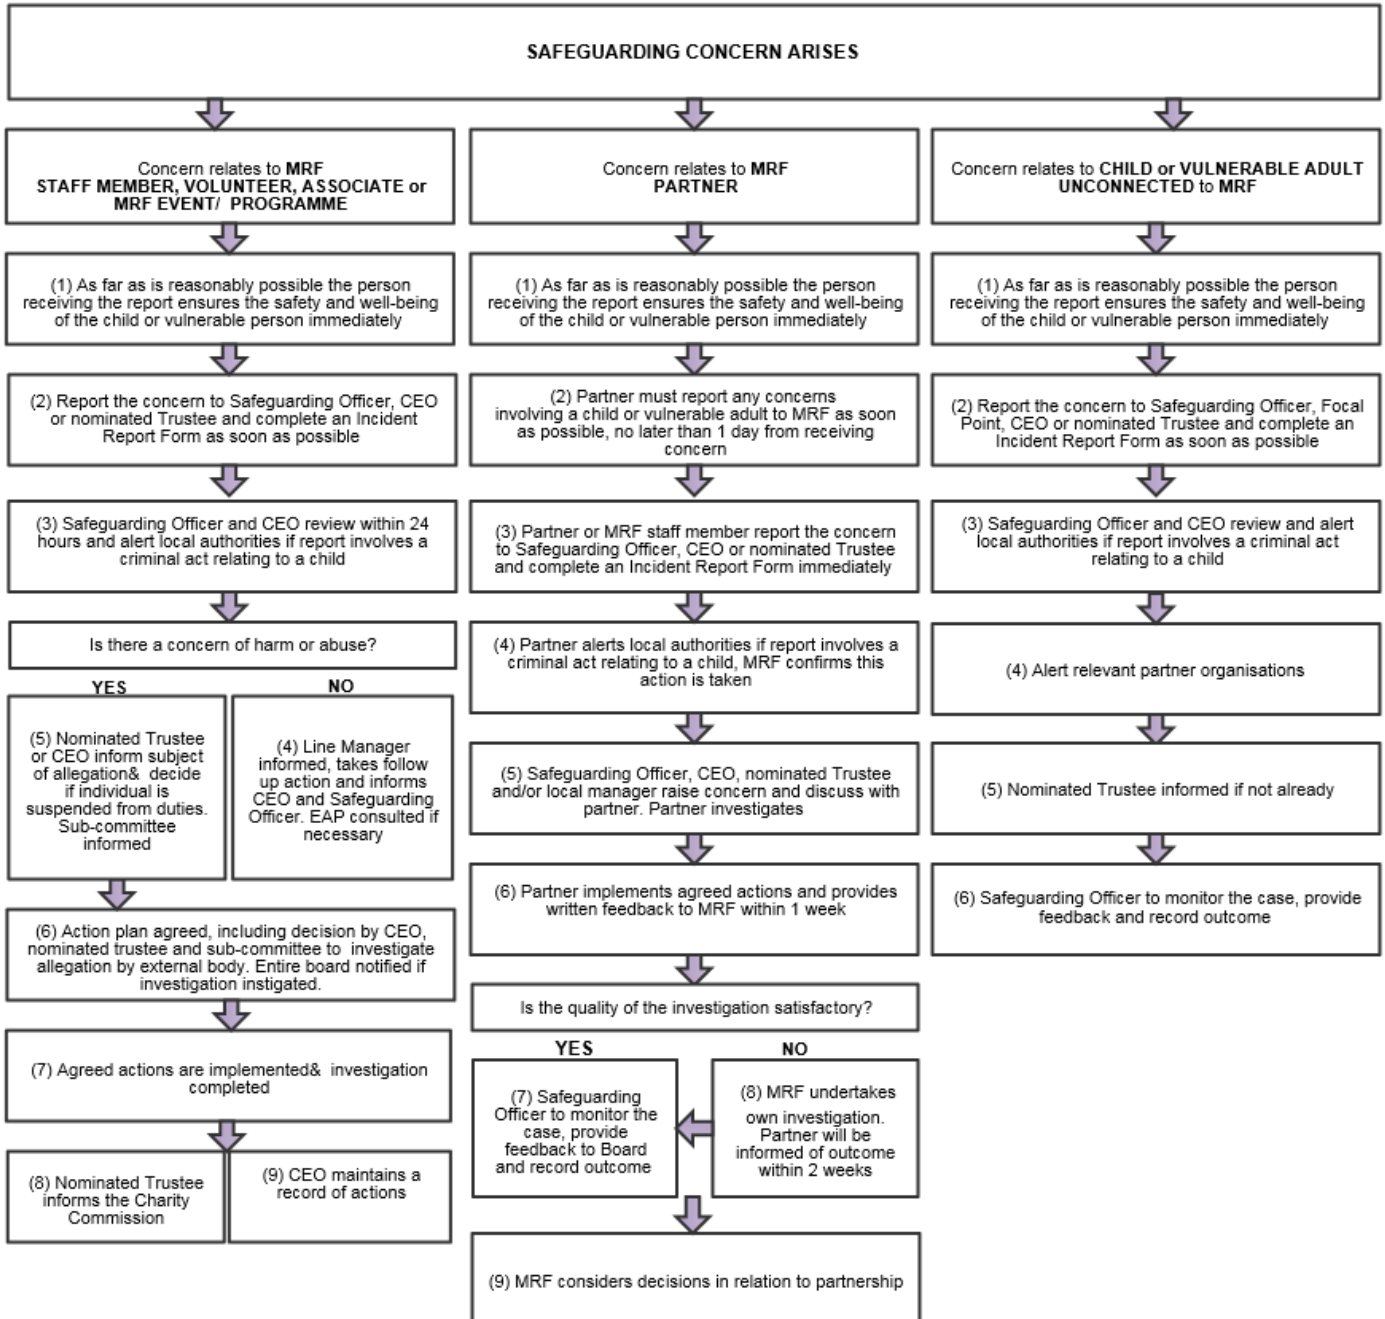 SAFEGUARDING CONCERN ARISES
Concern relates to MRF
STAFF MEMBER, VOLUNTEER, ASSOCIATE or
MRF EVENT/ PROGRAMME
(1) As far as is reasonably possible the person
receiving the report ensures the safety and well-being
of the child or vulnerable person immediately
(2) Report the concern to Safeguarding Officer, CEO
or nominated Trustee and complete an Incident
Report Form as soon as possible
(3) Safeguarding Officer and CEO review within 24
hours and alert local authorities if report involves a
criminal act relating to a child
Is there a concern of harm or abuse?
YES
(5) Nominated Trustee
or CEO inform subject
of allegation& decide
if individual is
suspended from duties.
Sub-committee
informed
NO
(4) Line Manager
informed, takes follow
up action and informs
CEO and Safeguarding
Officer. EAP consulted if
necessary
(6) Action plan agreed, including decision by CEO,
nominated trustee and sub-committee to investigate
allegation by external body. Entire board notified if
investigation instigated.
(7) Agreed actions are implemented& investigation
completed
(8) Nominated Trustee
informs the Charity
Commission
(9) CEO maintains a
record of actions
Concern relates to MRF
PARTNER
(1) As far as is reasonably possible the person
receiving the report ensures the safety and well-being
of the child or vulnerable person immediately
(2) Partner must report any concerns
involving a child or vulnerable adult to MRF as soon
as possible, no later than 1 day from receiving
concern
(3) Partner or MRF staff member report the concern
to Safeguarding Officer, CEO or nominated Trustee
and complete an Incident Report Form immediately
(4) Partner alerts local authorities if report involves a
criminal act relating to a child, MRF confirms this
action is taken
(5) Safeguarding Officer, CEO, nominated Trustee
and/or local manager raise concern and discuss with
partner. Partner investigates
(6) Partner implements agreed actions and provides
written feedback to MRF within 1 week
Is the quality of the investigation satisfactory?
YES
(7) Safeguarding
Officer to monitor the
case, provide
feedback to Board
and record outcome
NO
(8) MRF undertakes
own investigation.
Partner will be
informed of outcome
within 2 weeks
(9) MRF considers decisions in relation to partnership
Concern relates to CHILD or VULNERABLE ADULT
UNCONNECTED to MRF
(1) As far as is reasonably possible the person
receiving the report ensures the safety and well-being
of the child or vulnerable person immediately
(2) Report the concern to Safeguarding Officer, Focal
Point, CEO or nominated Trustee and complete an
Incident Report Form as soon as possible
(3) Safeguarding Officer and CEO review and alert
local authorities if report involves a criminal act
relating to a child
(4) Alert relevant partner organisations
(5) Nominated Trustee informed if not already
(6) Safeguarding Officer to monitor the case, provide
feedback and record outcome